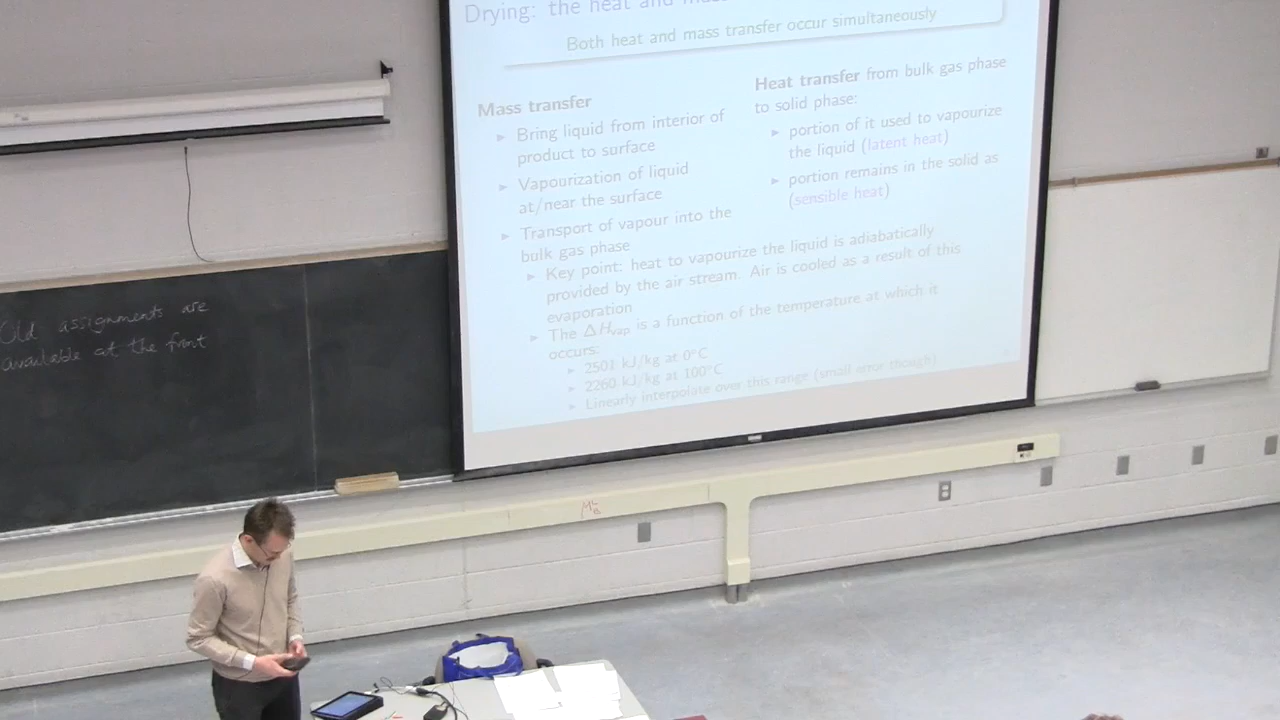 Old assignments are
available at the front
Drying: the heat and
Both heat and mass transfer occur simultaneously
Mass transfer
► Bring liquid from interior of
product to surface
► Vapourization of liquid
at/near the surface
► Transport of vapour into the
bulk gas phase
Heat transfer from bulk gas phase
to solid phase:
► portion of it used to vapourize
the liquid (latent heat)
► portion remains in the solid as
(sensible heat)
► Key point: heat to vapourize the liquid is adiabatically
provided by the air stream. Air is cooled as a result of this
evaporation
► The ΔHvap is a function of the temperature at which it
occurs:
► 2501 kJ/kg at 0°C
► 2260 kJ/kg at 100°C
► Linearly interpolate over this range (small error though)